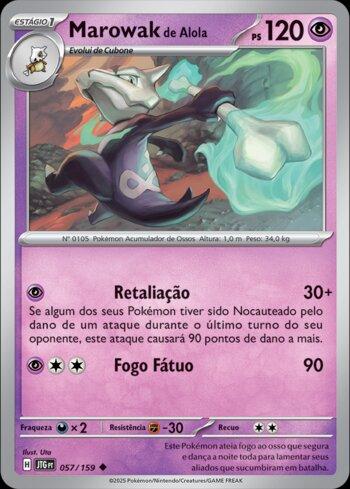 ESTÁGIO 1
Marowak de Alola
PS 120
Evolui de Cubone
Nº 0105 Pokémon Acumulador de Ossos Altura: 1,0 m Peso: 34,0 kg
Retaliação 30+
Se algum dos seus Pokémon tiver sido Nocauteado pelo
dano de um ataque durante o último turno do seu
oponente, este ataque causará 90 pontos de dano a mais.
Fogo Fátuo 90
Fraqueza ×2 Resistência -30 Recuo
Ilust. Uta
H JTG PT 057/159
Este Pokémon ateia fogo ao osso que carrega
e dança a noite toda para lamentar seus
aliados que sucumbiram em batalha.
©2025 Pokémon/Nintendo/Creatures/GAME FREAK